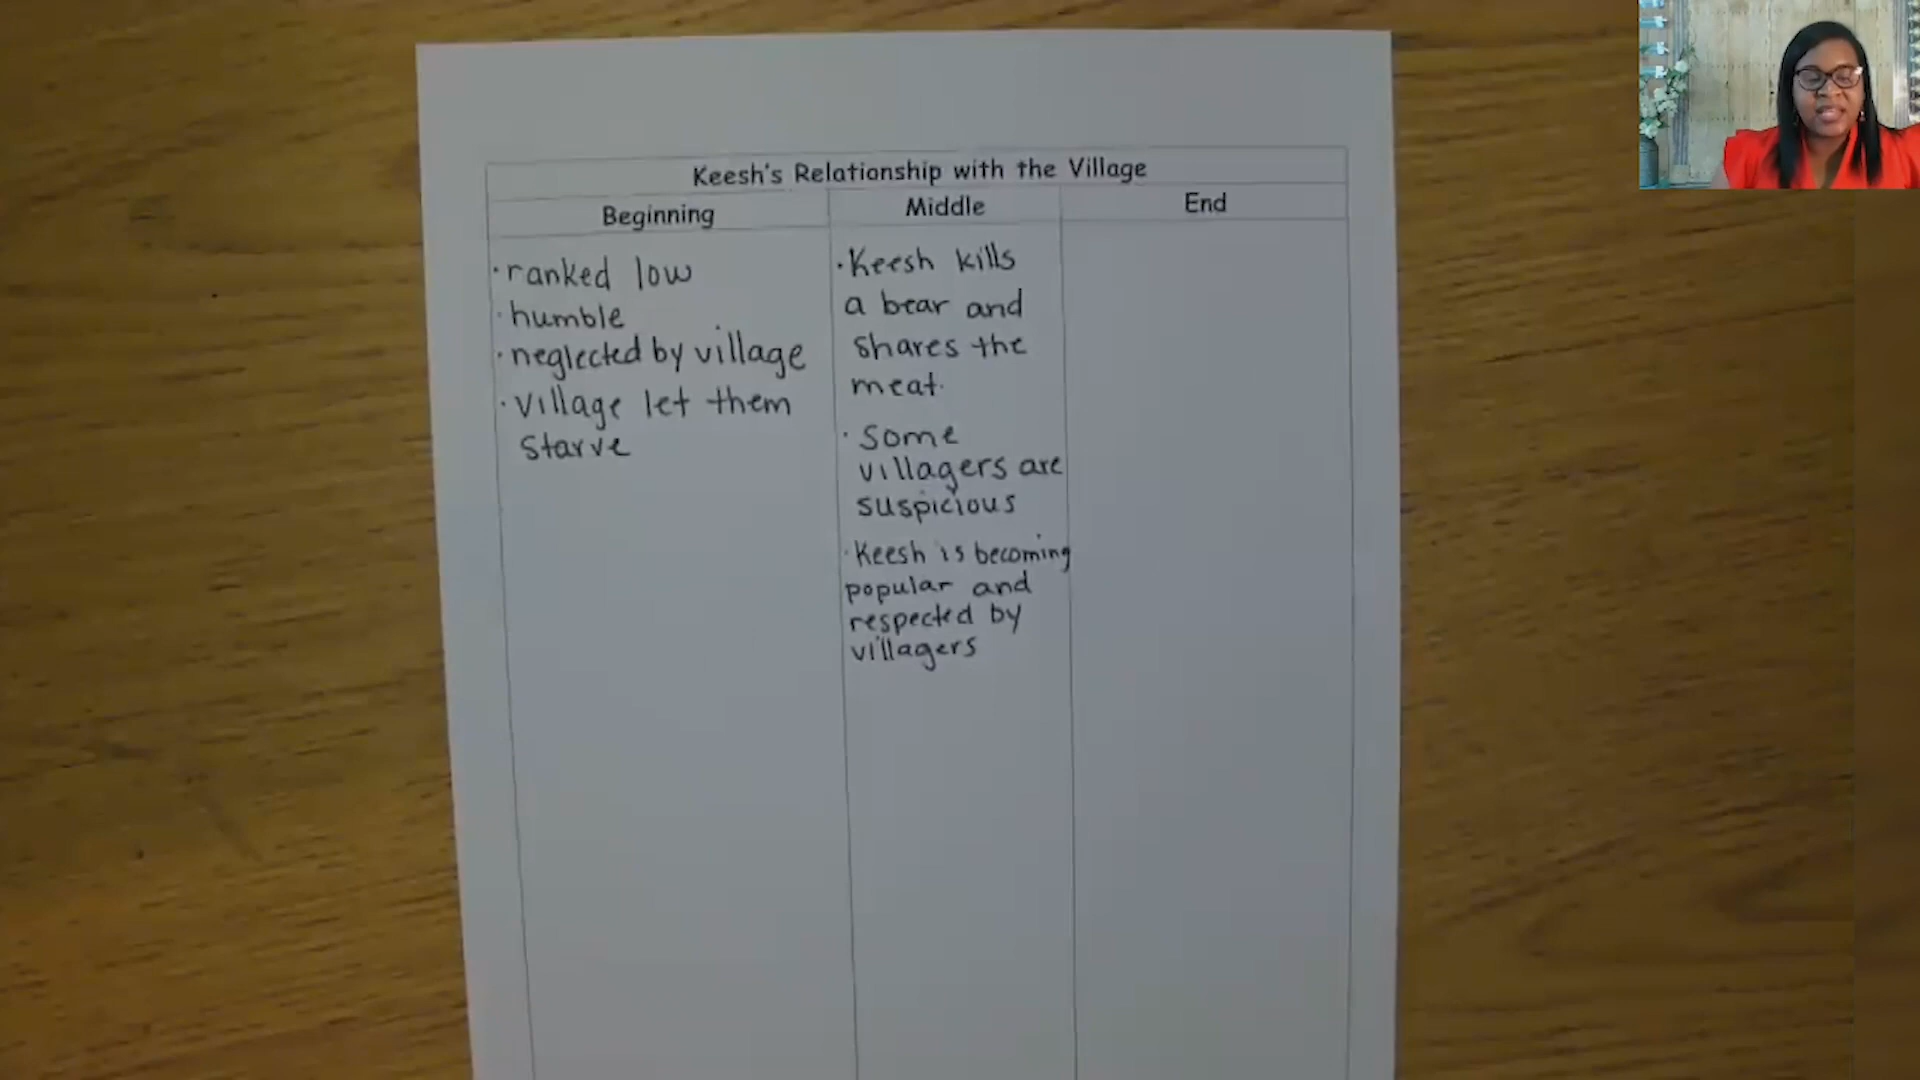 Keesh's Relationship with the Village
Beginning
Middle
End
·ranked low
·humble
·neglected by village
·village let them
starve
·Keesh kills
a bear and
shares the
meat.
·some
villagers are
suspicious
·Keesh is becoming
popular and
respected by
villagers